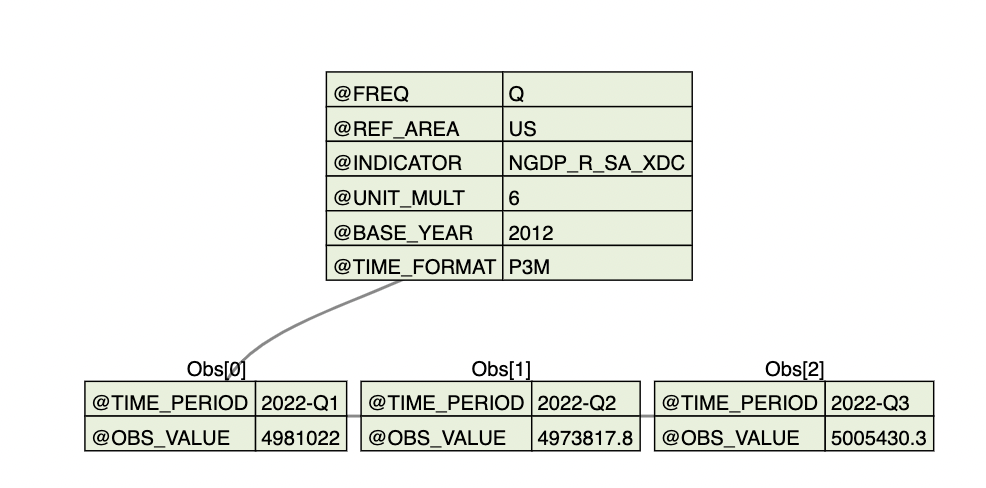 @FREQ Q
@REF_AREA US
@INDICATOR NGDP_R_SA_XDC
@UNIT_MULT 6
@BASE_YEAR 2012
@TIME_FORMAT P3M
Obs[0] Obs[1] Obs[2]
@TIME_PERIOD 2022-Q1 @TIME_PERIOD 2022-Q2 @TIME_PERIOD 2022-Q3
@OBS_VALUE 4981022 @OBS_VALUE 4973817.8 @OBS_VALUE 5005430.3